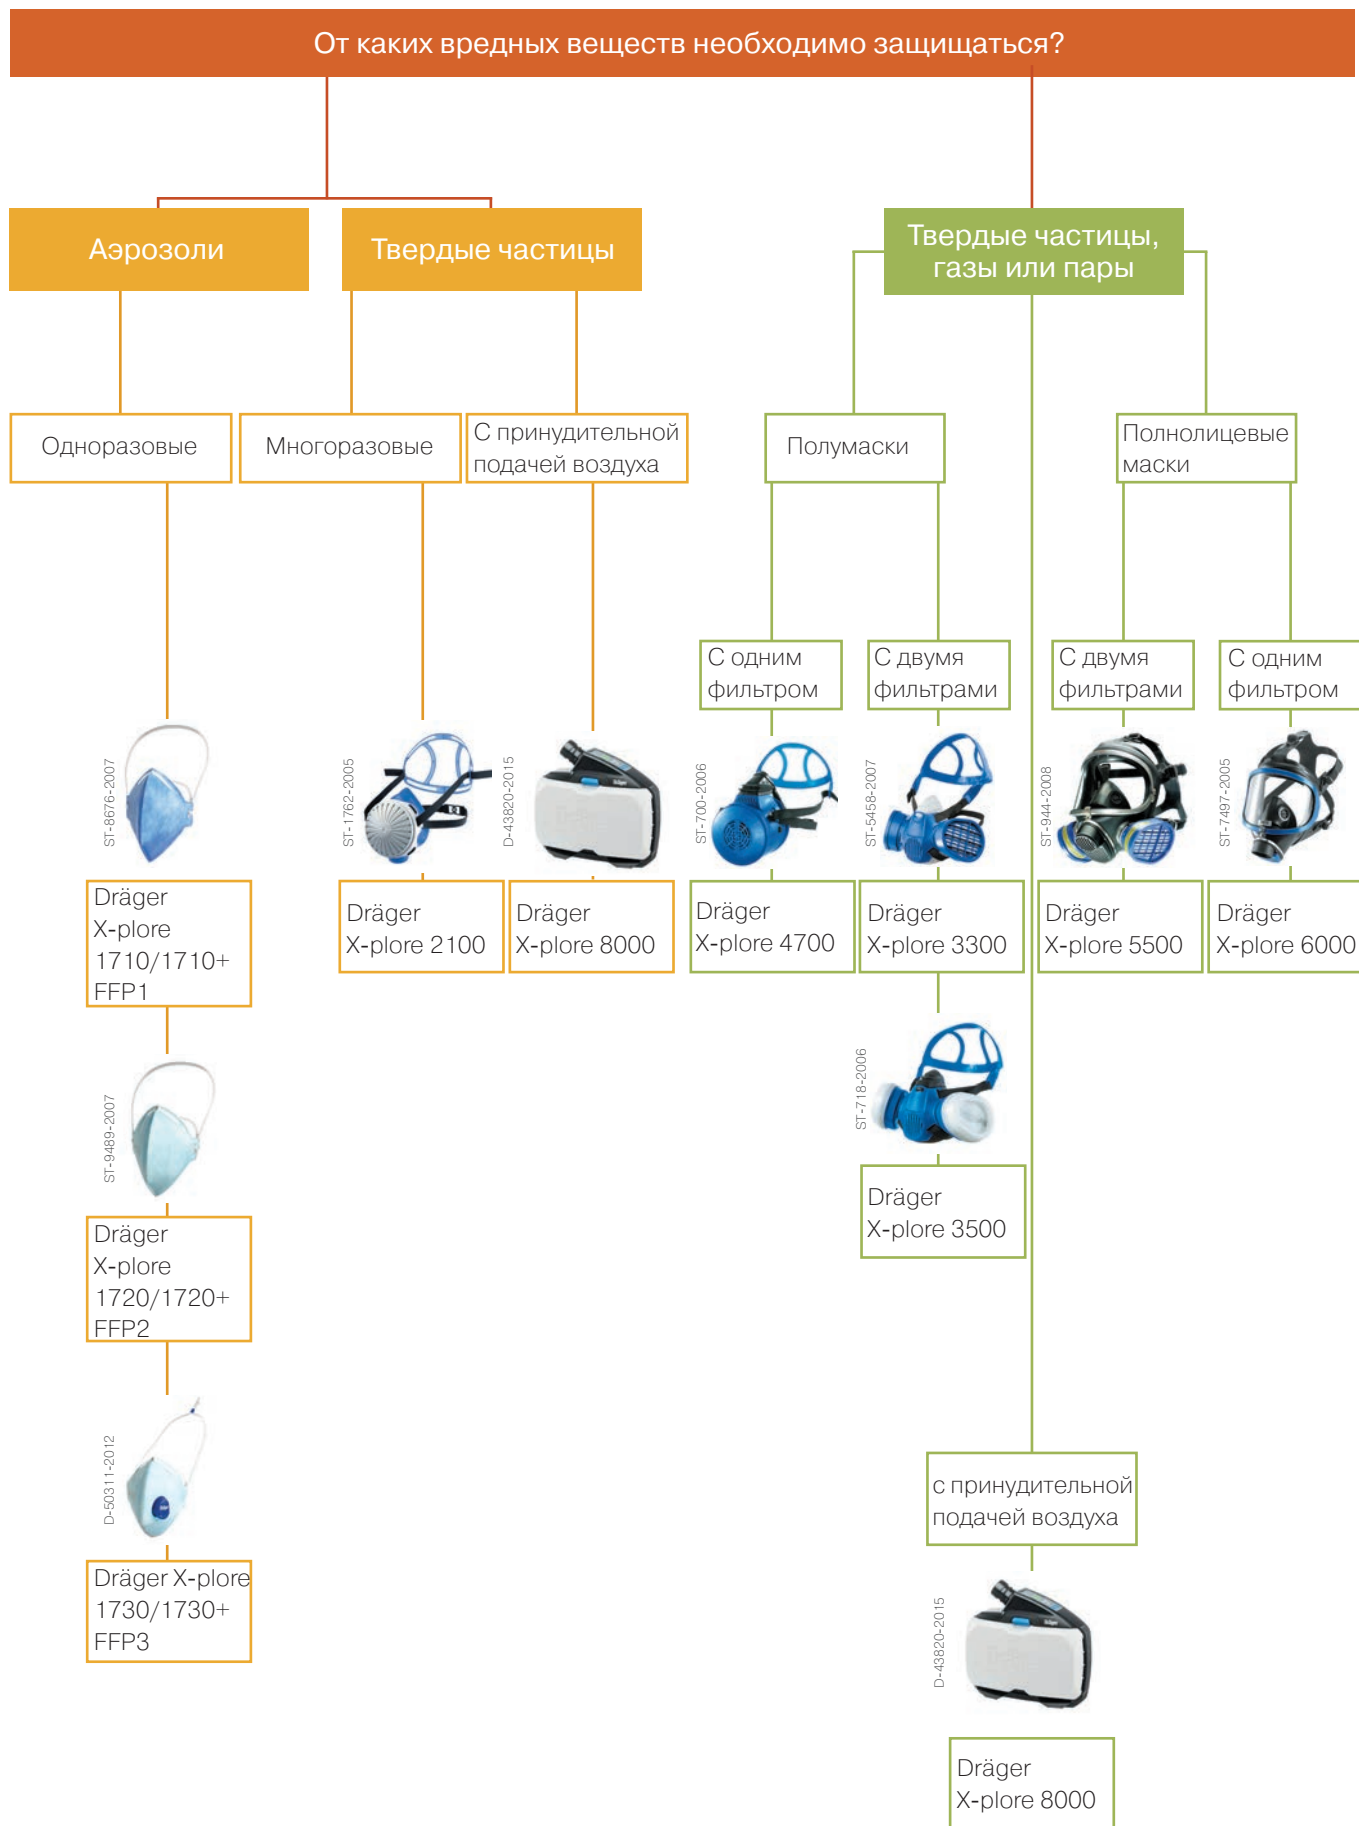 От каких вредных веществ необходимо защищаться?
Аэрозоли
Твердые частицы
Твердые частицы,
газы или пары
Одноразовые
Многоразовые
С принудительной
подачей воздуха
Полумаски
Полнолицевые
маски
С одним
фильтром
С двумя
фильтрами
С двумя
фильтрами
С одним
фильтром
ST-8676-2007
ST-1762-2005
D-43820-2015
ST-700-2006
ST-5458-2007
ST-944-2008
ST-7497-2005
Dräger
X-plore
1710/1710+
FFP1
Dräger
X-plore 2100
Dräger
X-plore 8000
Dräger
X-plore 4700
Dräger
X-plore 3300
Dräger
X-plore 5500
Dräger
X-plore 6000
ST-9489-2007
ST-718-2006
Dräger
X-plore
1720/1720+
FFP2
Dräger
X-plore 3500
D-50311-2012
Dräger X-plore
1730/1730+
FFP3
с принудительной
подачей воздуха
D-43820-2015
Dräger
X-plore 8000